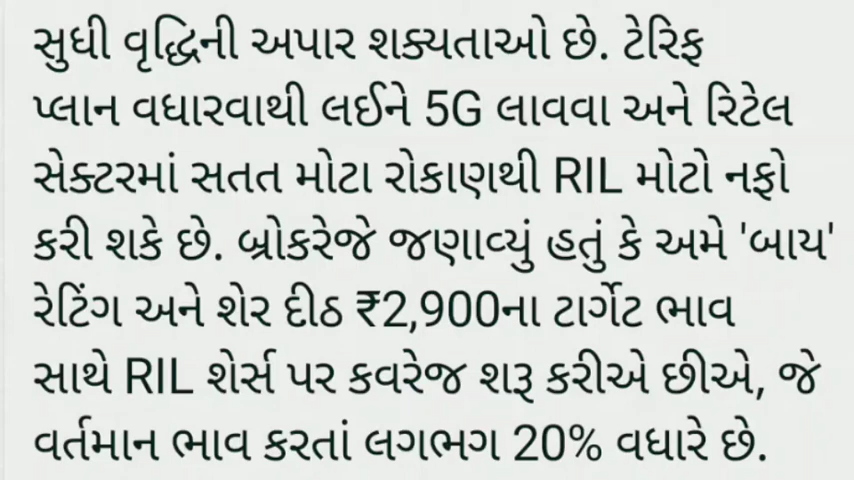 સુધી વૃદ્ધિની અપાર શક્યતાઓ છે. ટેરિફ
પ્લાન વધારવાથી લઈને 5G લાવવા અને રિટેલ
સેક્ટરમાં સતત મોટા રોકાણથી RIL મોટો નફો
કરી શકે છે. બ્રોકરેજે જણાવ્યું હતું કે અમે 'બાય'
રેટિંગ અને શેર દીઠ ₹2,900ના ટાર્ગેટ ભાવ
સાથે RIL શેર્સ પર કવરેજ શરૂ કરીએ છીએ, જે
વર્તમાન ભાવ કરતાં લગભગ 20% વધારે છે.